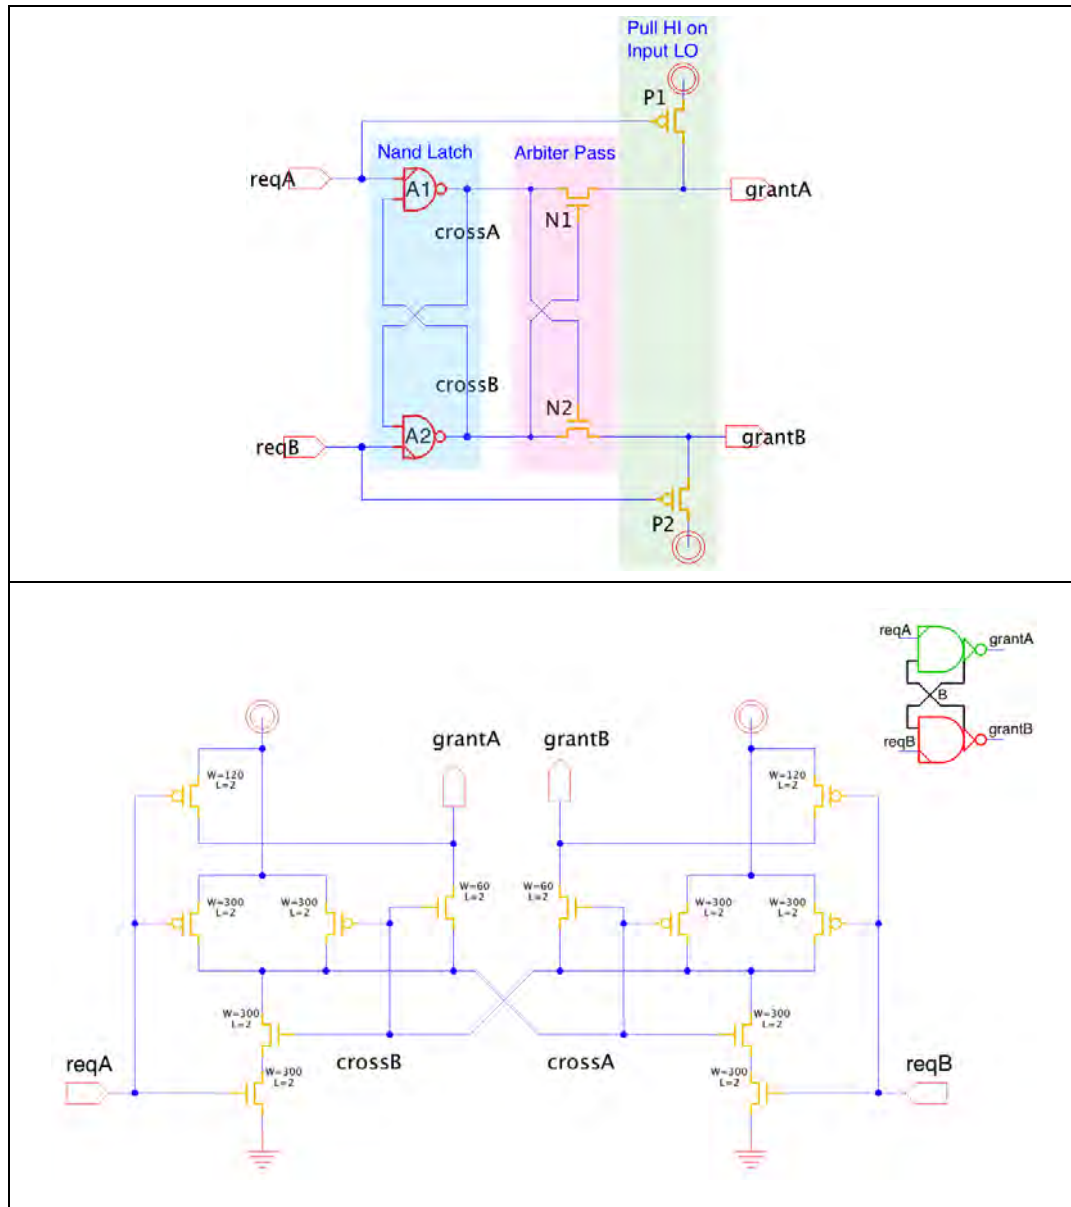 Pull HI on
Input LO
P1
Nand Latch
Arbiter Pass
reqA
A1
grantA
N1
crossA
crossB
N2
reqB
A2
grantB
P2
reqA
grantA
B
reqB
grantB
grantA
grantB
W=120
L=2
W=120
L=2
W=60
L=2
W=60
L=2
W=300
L=2
W=300
L=2
W=300
L=2
W=300
L=2
W=300
L=2
W=300
L=2
crossB
crossA
reqA
W=300
L=2
W=300
L=2
reqB